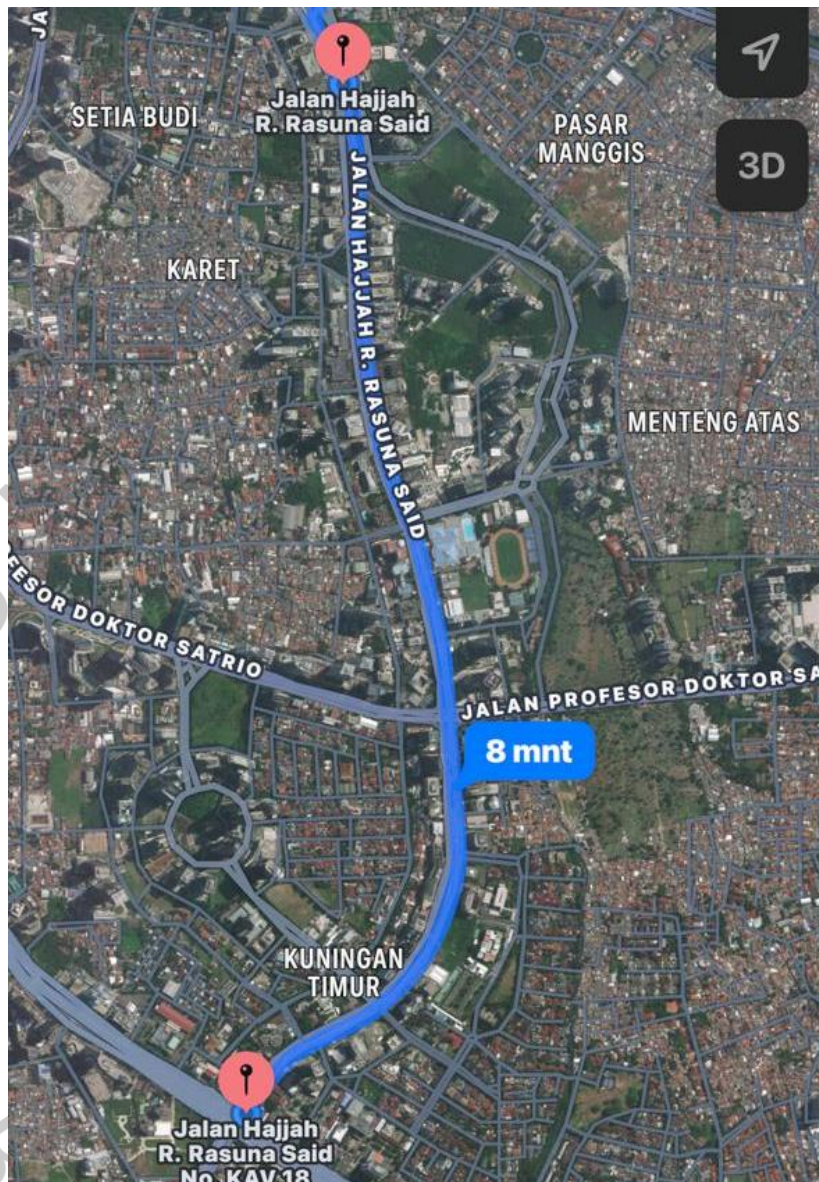 JA
Jalan Hajjah
R. Rasuna Said
SETIA BUDI
PASAR
MANGGIS
3D
JALAN HAJJAH R. RASUNA SAID
KARET
MENTENG ATAS
FESOR DOKTOR SATRIO
JALAN PROFESOR DOKTOR SA
8 mnt
KUNINGAN
TIMUR
Jalan Hajjah
R. Rasuna Said
No. KAV 18